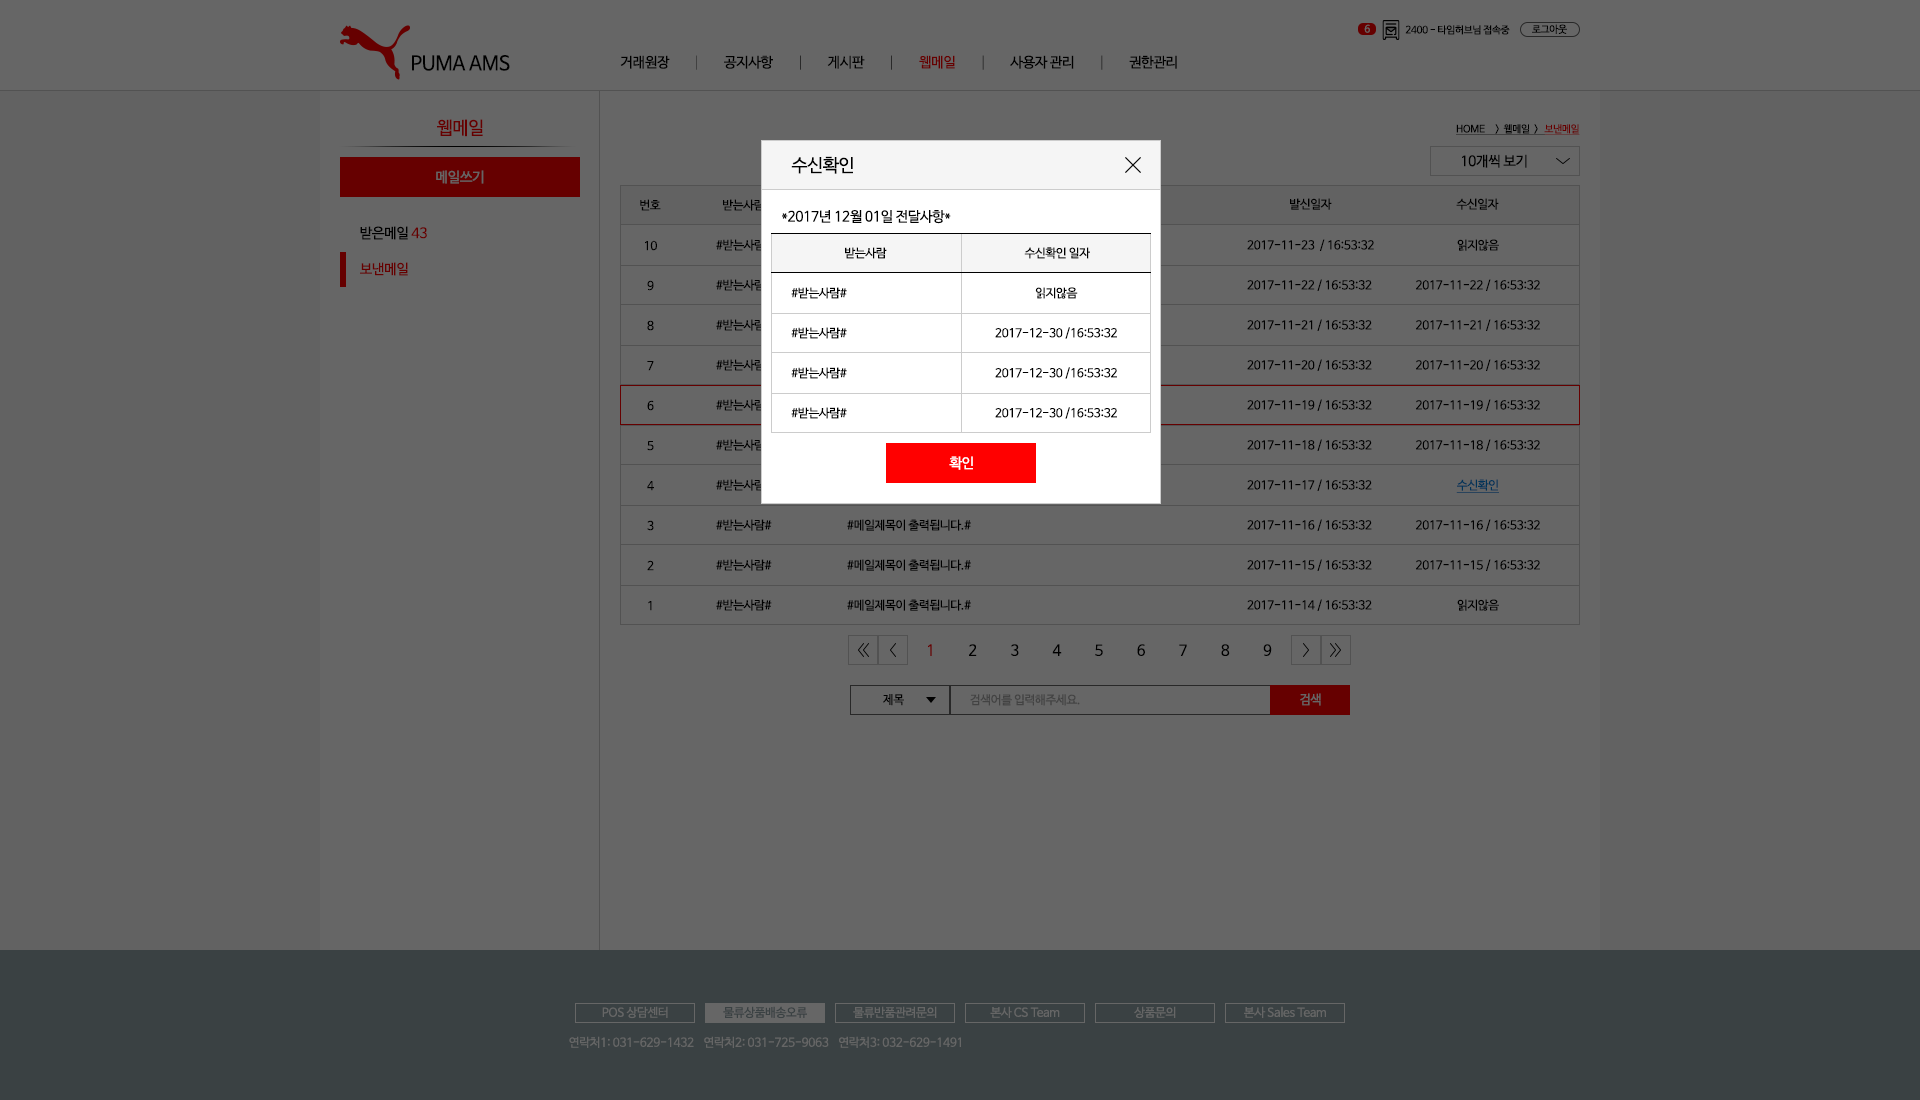 6 2400 - 타임허브님 접속중 로그아웃
PUMA AMS
거래원장 | 공지사항 | 게시판 | 웹메일 | 사용자 관리 | 권한관리
웹메일
메일쓰기
받은메일 43
보낸메일
HOME > 웹메일 > 보낸메일
10개씩 보기
번호 받는사람 발신일자 수신일자
10 #받는사람 2017-11-23 / 16:53:32 읽지않음
9 #받는사람 2017-11-22 / 16:53:32 2017-11-22 / 16:53:32
8 #받는사람 2017-11-21 / 16:53:32 2017-11-21 / 16:53:32
7 #받는사람 2017-11-20 / 16:53:32 2017-11-20 / 16:53:32
6 #받는사람 2017-11-19 / 16:53:32 2017-11-19 / 16:53:32
5 #받는사람 2017-11-18 / 16:53:32 2017-11-18 / 16:53:32
4 #받는사람 2017-11-17 / 16:53:32 수신확인
3 #받는사람# #메일제목이 출력됩니다.# 2017-11-16 / 16:53:32 2017-11-16 / 16:53:32
2 #받는사람# #메일제목이 출력됩니다.# 2017-11-15 / 16:53:32 2017-11-15 / 16:53:32
1 #받는사람# #메일제목이 출력됩니다.# 2017-11-14 / 16:53:32 읽지않음
1 2 3 4 5 6 7 8 9
제목 검색어를 입력해주세요. 검색
수신확인
*2017년 12월 01일 전달사항*
받는사람 수신확인 일자
#받는사람# 읽지않음
#받는사람# 2017-12-30 /16:53:32
#받는사람# 2017-12-30 /16:53:32
#받는사람# 2017-12-30 /16:53:32
확인
POS 상담센터 물류상품배송오류 물류반품관려문의 본사 CS Team 상품문의 본사 Sales Team
연락처1: 031-629-1432 연락처2: 031-725-9063 연락처3: 032-629-1491